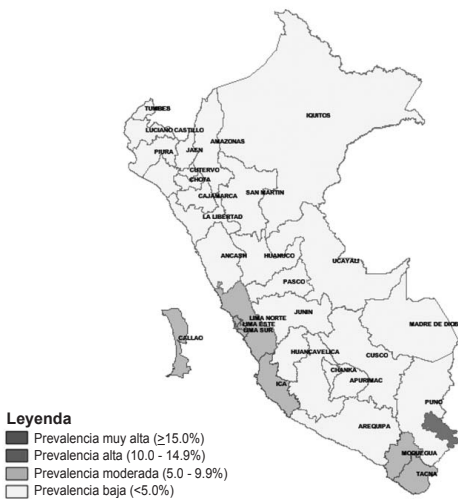 TUMBES
IQUITOS
LUCIANO CASTILLO
AMAZONAS
PIURA
JAEN
CUTERVO
CHOTA
SAN MARTIN
CAJAMARCA
LA LIBERTAD
ANCASH
HUANUCO
UCAYALI
PASCO
LIMA NORTE
JUNIN
LIMA ESTE
LIMA SUR
MADRE DE DIOS
CALLAO
HUANCAVELICA
CUSCO
CHANKA
ICA
APURIMAC
PUNO
AREQUIPA
MOQUEGUA
TACNA
Leyenda
Prevalencia muy alta (≥15.0%)
Prevalencia alta (10.0 - 14.9%)
Prevalencia moderada (5.0 - 9.9%)
Prevalencia baja (<5.0%)